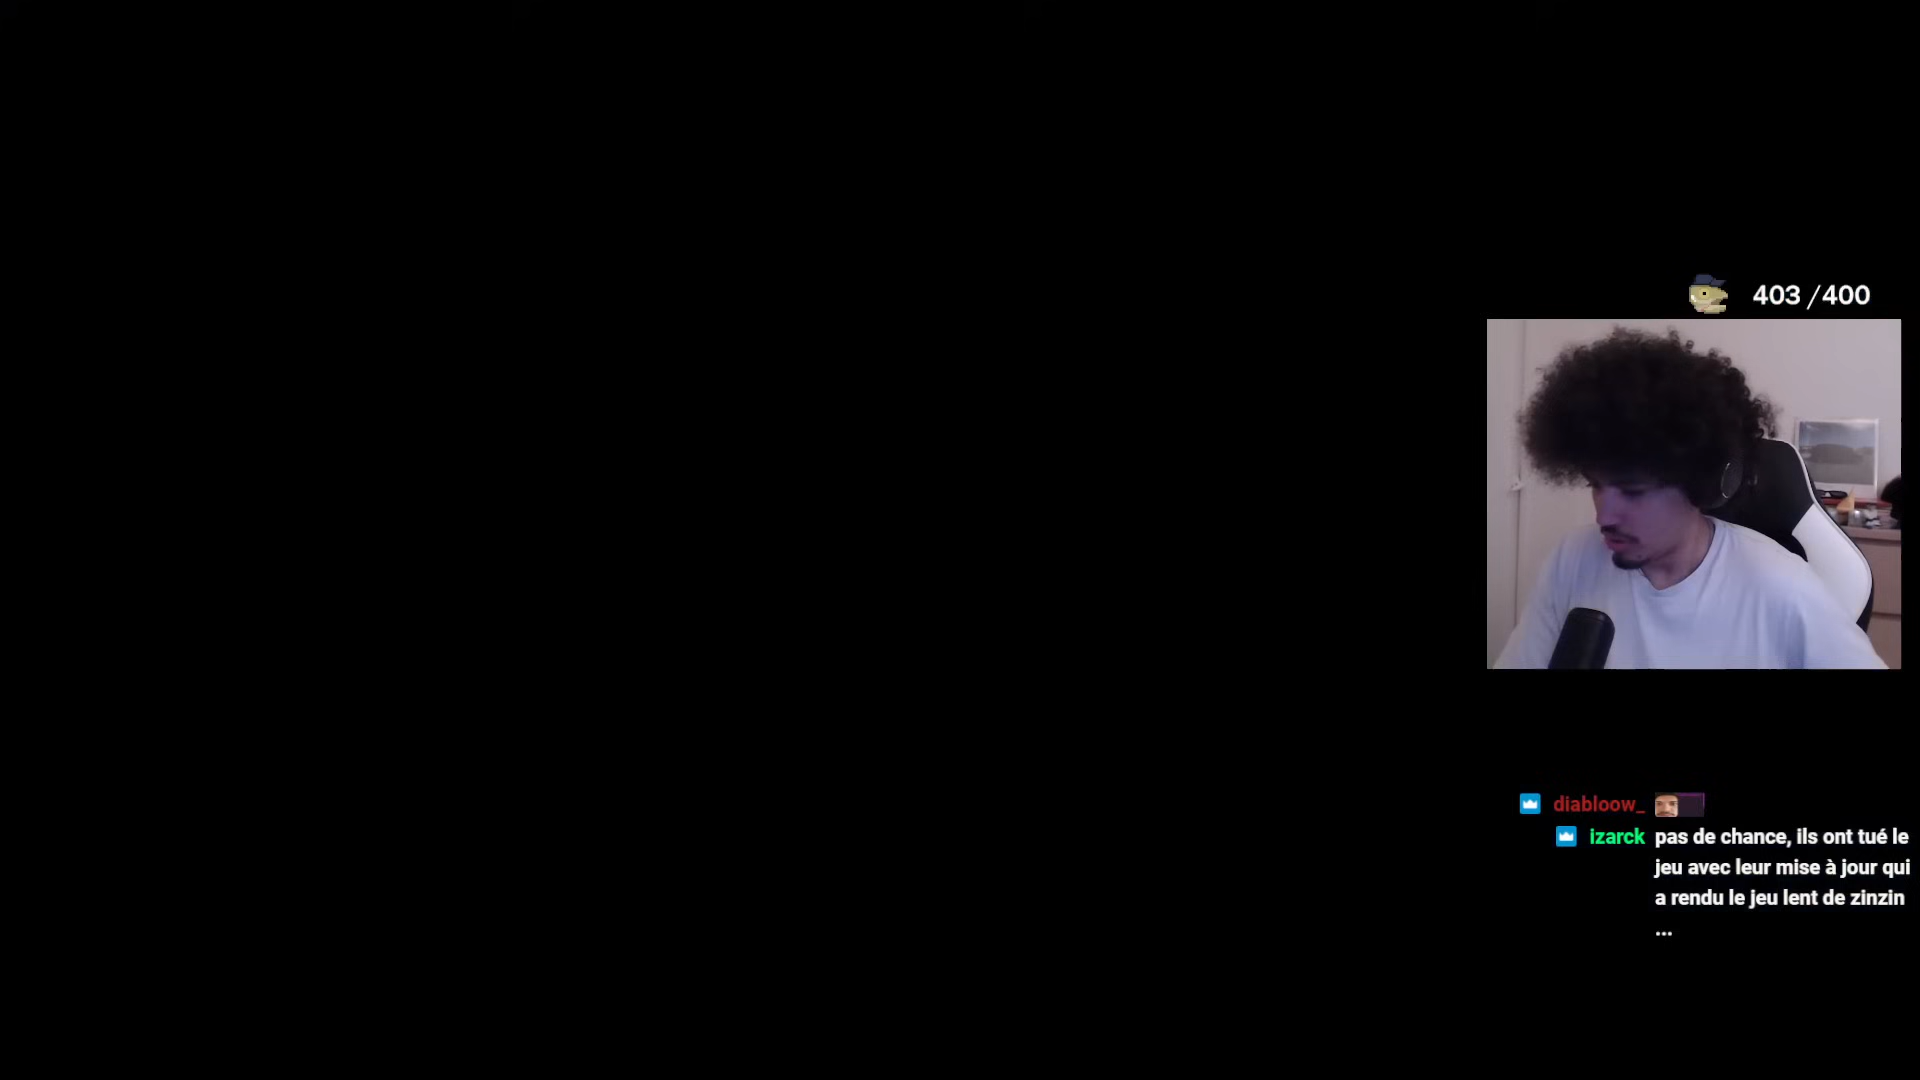 403 /400
diabloow_
izarck pas de chance, ils ont tué le
jeu avec leur mise à jour qui
a rendu le jeu lent de zinzin
...